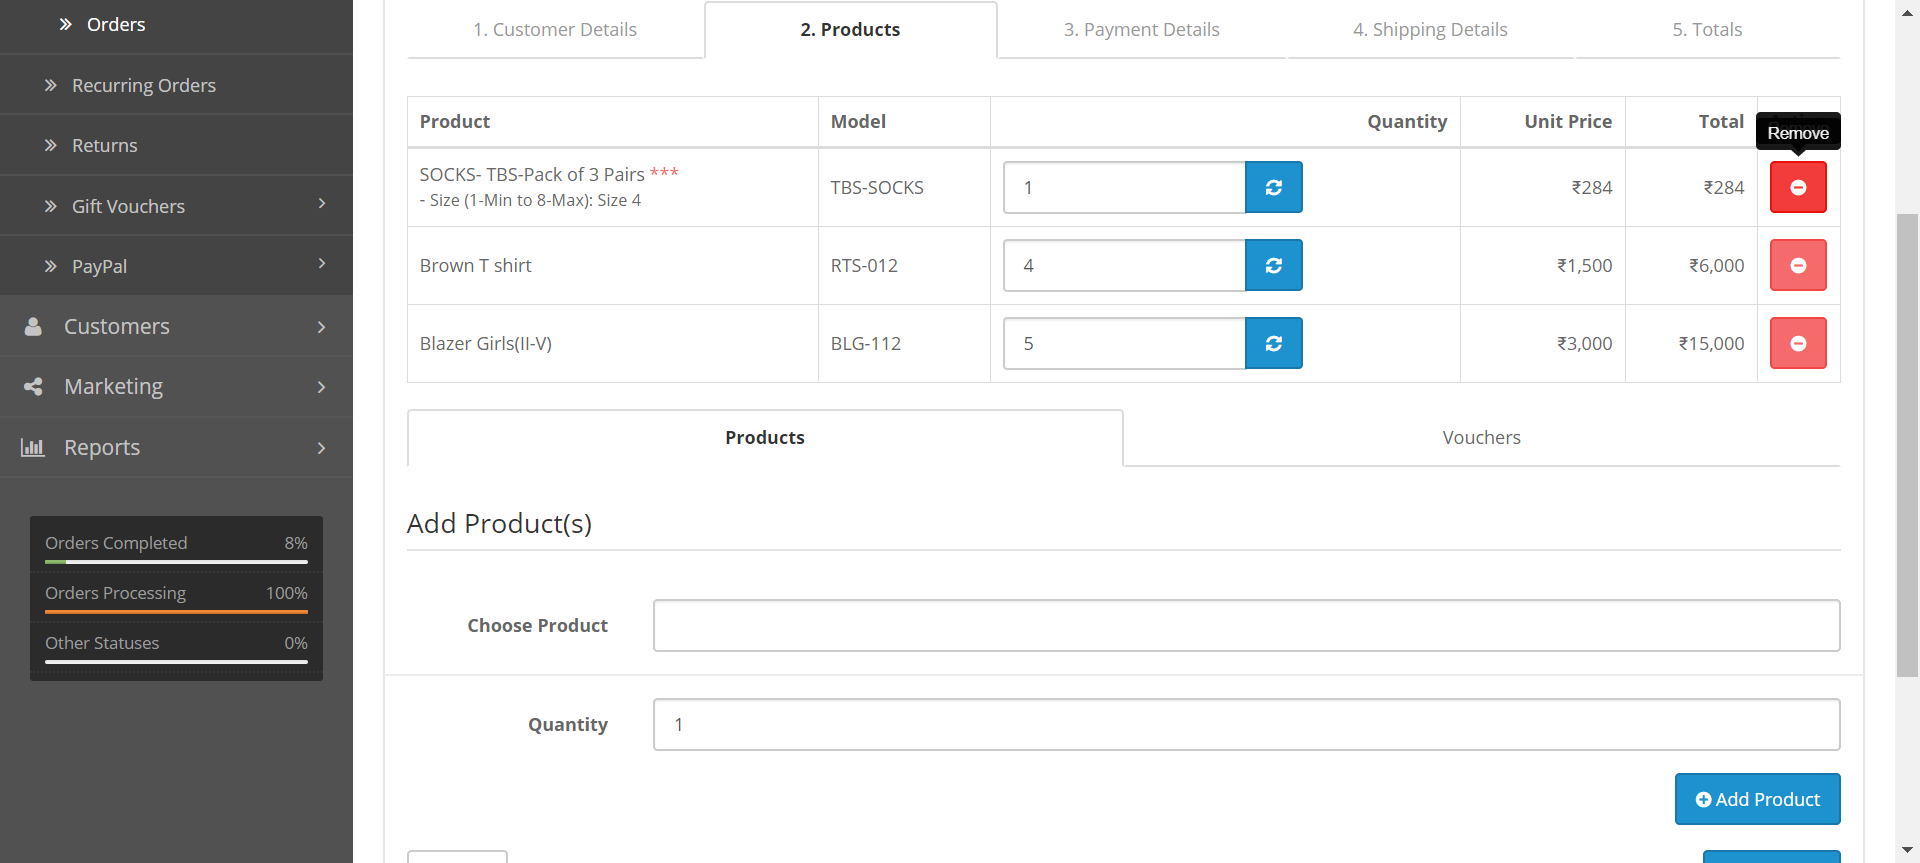 Orders
Recurring Orders
Returns
Gift Vouchers
PayPal
Customers
Marketing
Reports
Orders Completed 8%
Orders Processing 100%
Other Statuses 0%
1. Customer Details 2. Products 3. Payment Details 4. Shipping Details 5. Totals
Product Model Quantity Unit Price Total
Remove
SOCKS- TBS-Pack of 3 Pairs ***
- Size (1-Min to 8-Max): Size 4
TBS-SOCKS 1 ₹284 ₹284
Brown T shirt RTS-012 4 ₹1,500 ₹6,000
Blazer Girls(II-V) BLG-112 5 ₹3,000 ₹15,000
Products Vouchers
Add Product(s)
Choose Product
Quantity 1
Add Product